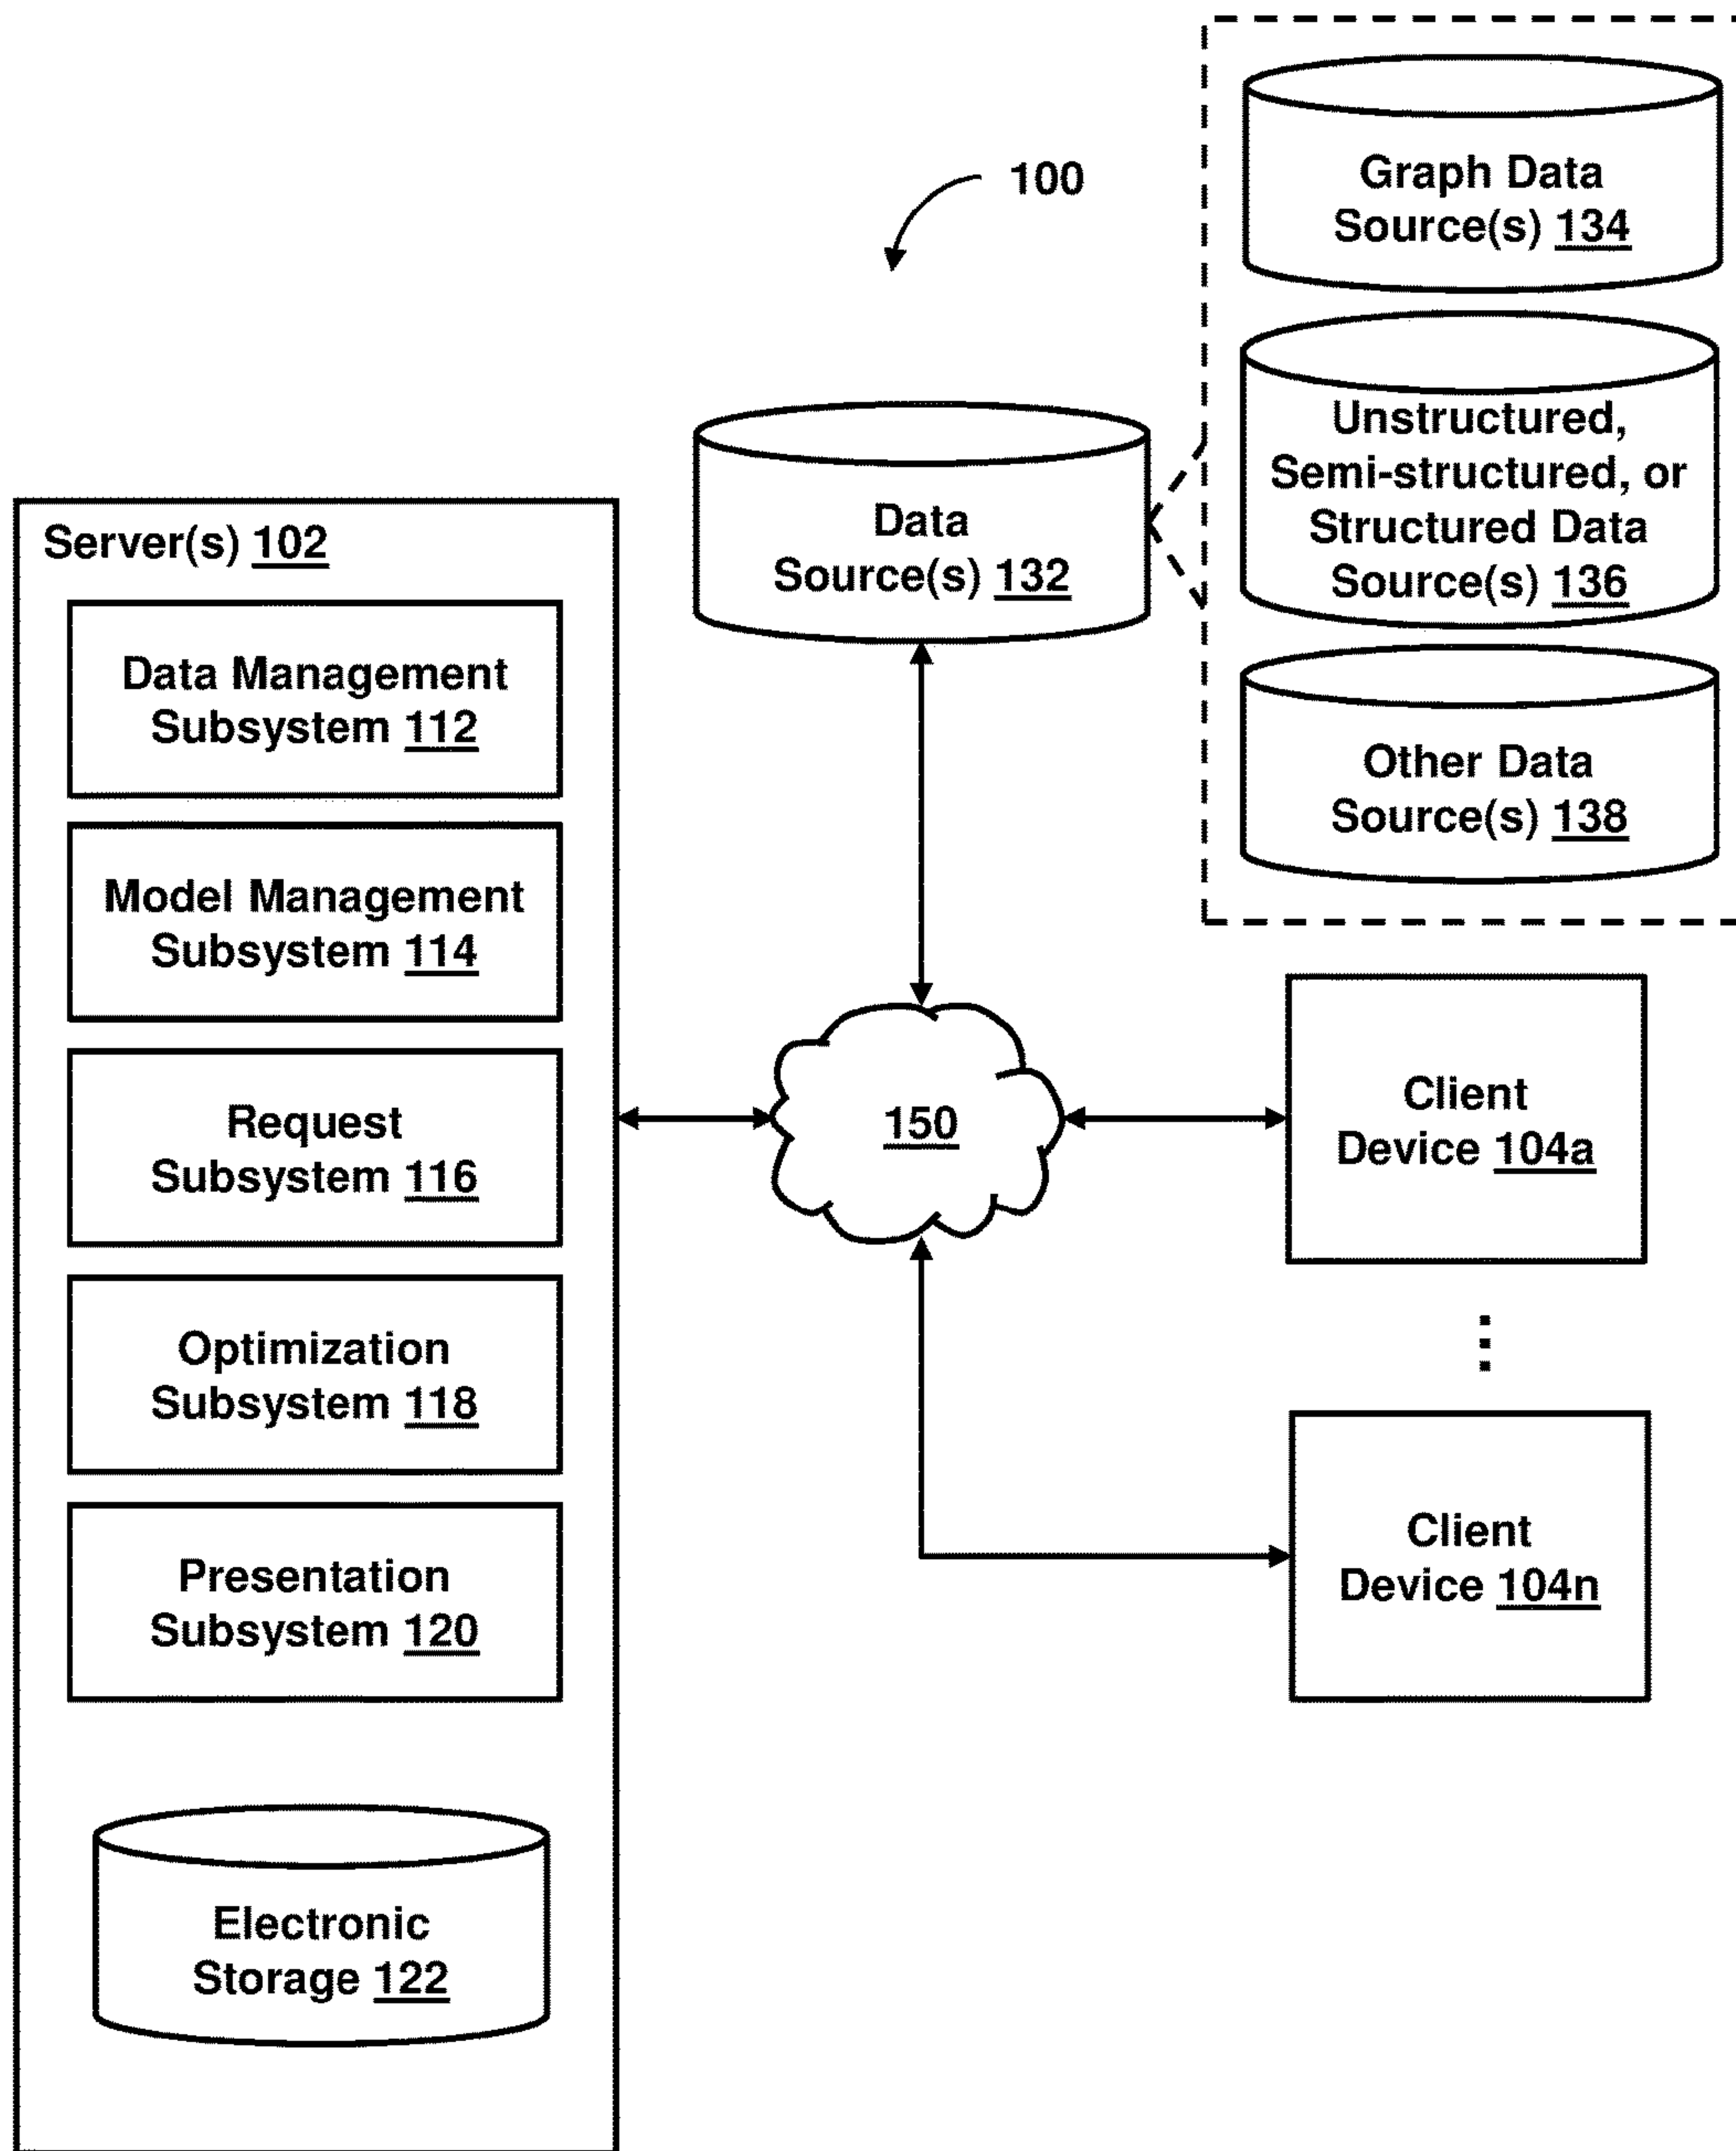 100
Graph Data
Source(s) 134
Unstructured,
Semi-structured, or
Structured Data
Source(s) 136
Other Data
Source(s) 138
Data
Source(s) 132
Server(s) 102
Data Management
Subsystem 112
Model Management
Subsystem 114
Request
Subsystem 116
Optimization
Subsystem 118
Presentation
Subsystem 120
Electronic
Storage 122
150
Client
Device 104a
Client
Device 104n